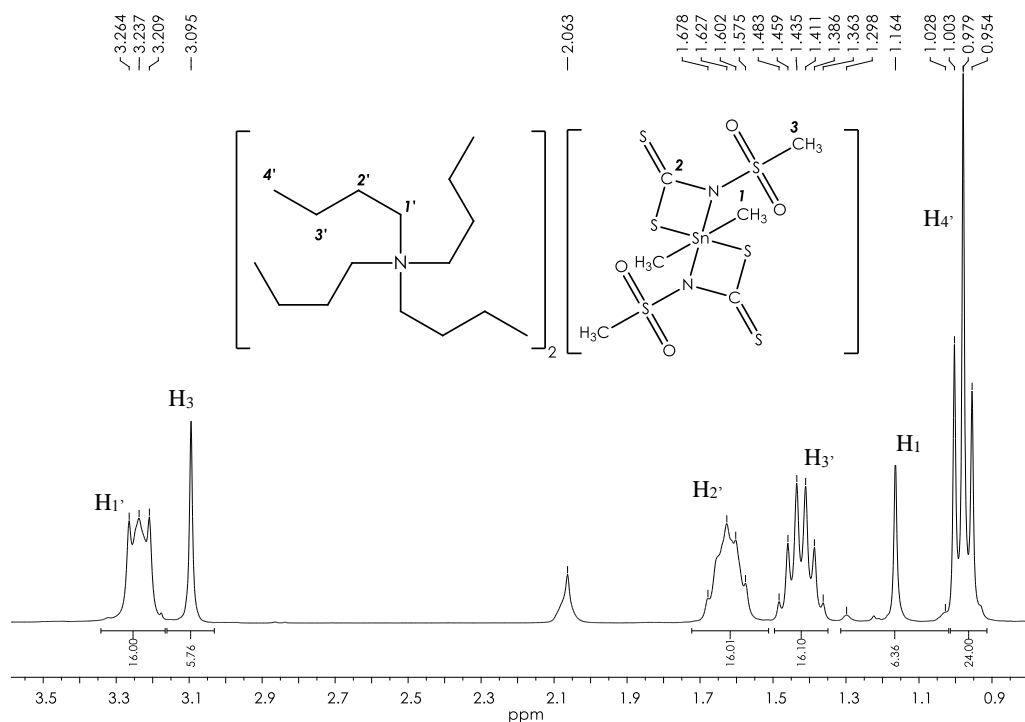 3.264
3.237
3.209
3.095
2.063
1.678
1.627
1.602
1.575
1.483
1.459
1.435
1.411
1.386
1.363
1.298
1.164
1.028
1.003
0.979
0.954
4'
2'
3'
1'
N
2
S
C
2
N
S
O
O
3
CH3
S
Sn
1
CH3
H3C
S
O
S
O
N
C
S
H3C
H4'
H3
H1'
H2'
H3'
H1
16.00
5.76
16.01
16.10
6.36
24.00
3.5
3.3
3.1
2.9
2.7
2.5
2.3
2.1
1.9
1.7
1.5
1.3
1.1
0.9
ppm